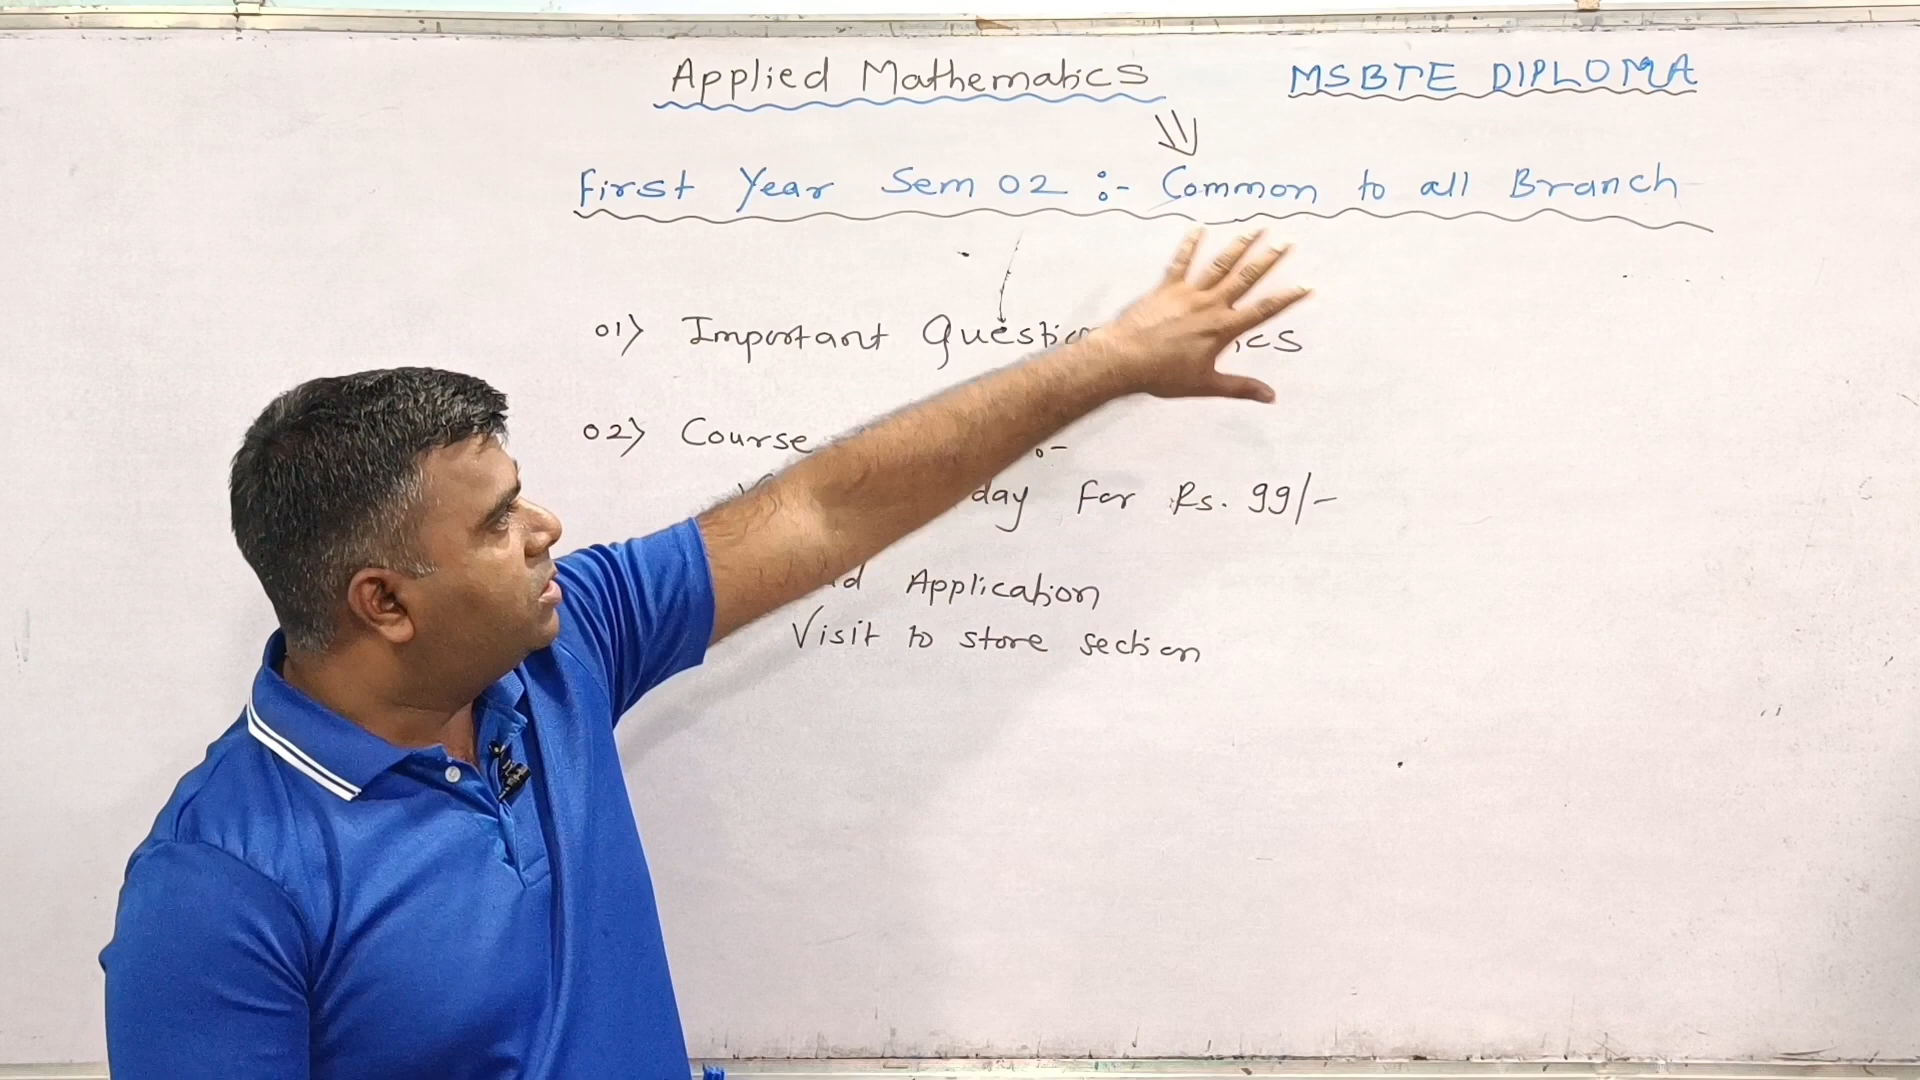 Applied Mathematics MSBTE DIPLOMA
First Year Sem 02 :- Common to all Branch
01) Important
02) Course :-
day For Rs. 99/-
Application
Visit to store section